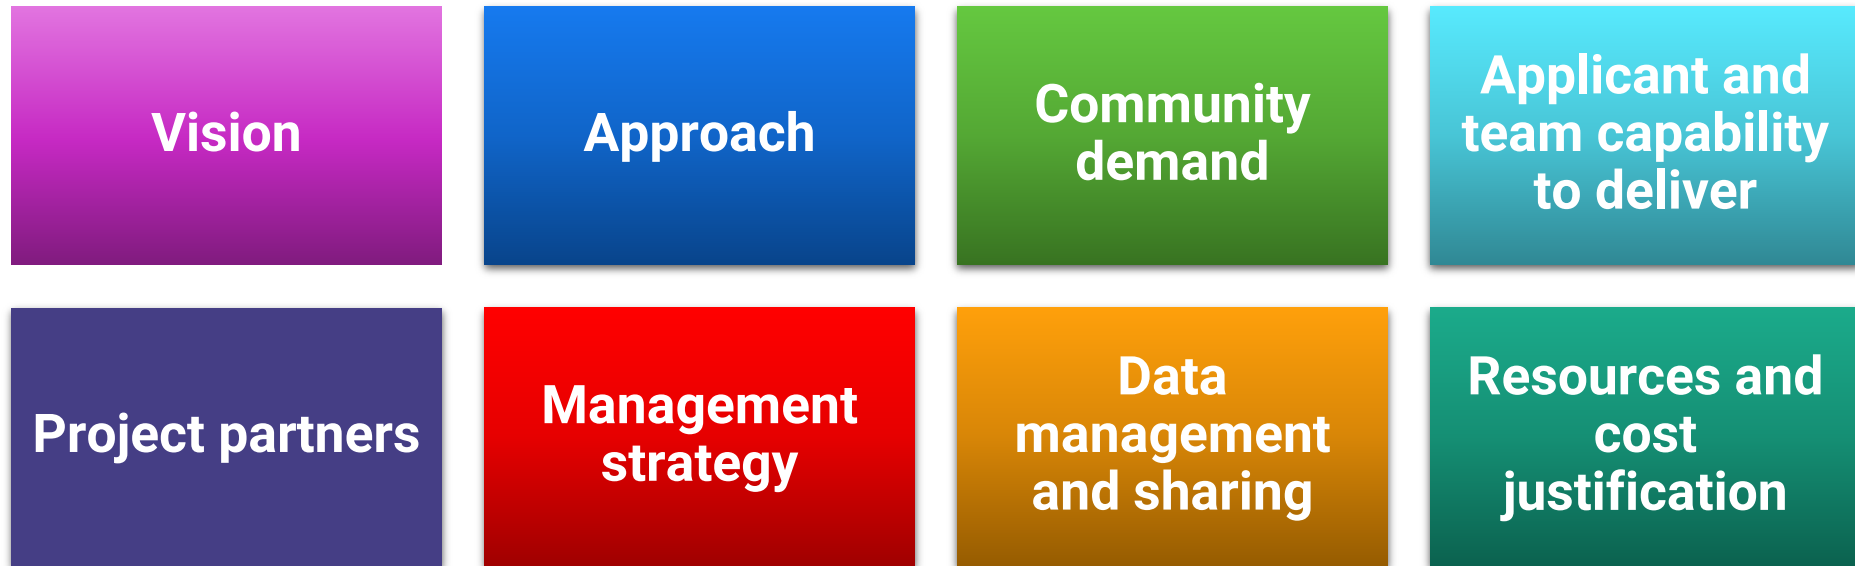 Vision
Approach
Community
demand
Applicant and
team capability
to deliver
Project partners
Management
strategy
Data
management
and sharing
Resources and
cost
justification